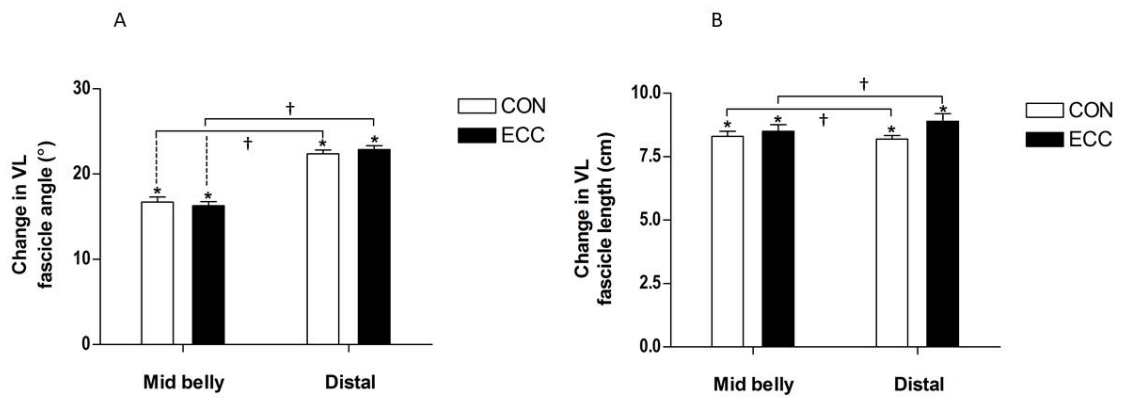 A
Change in VL
fascicle angle (°)
30
20
10
0
†
†
*
*
*
*
Mid belly
Distal
CON
ECC
B
Change in VL
fascicle length (cm)
10.0
7.5
5.0
2.5
0.0
†
†
*
*
*
*
Mid belly
Distal
CON
ECC